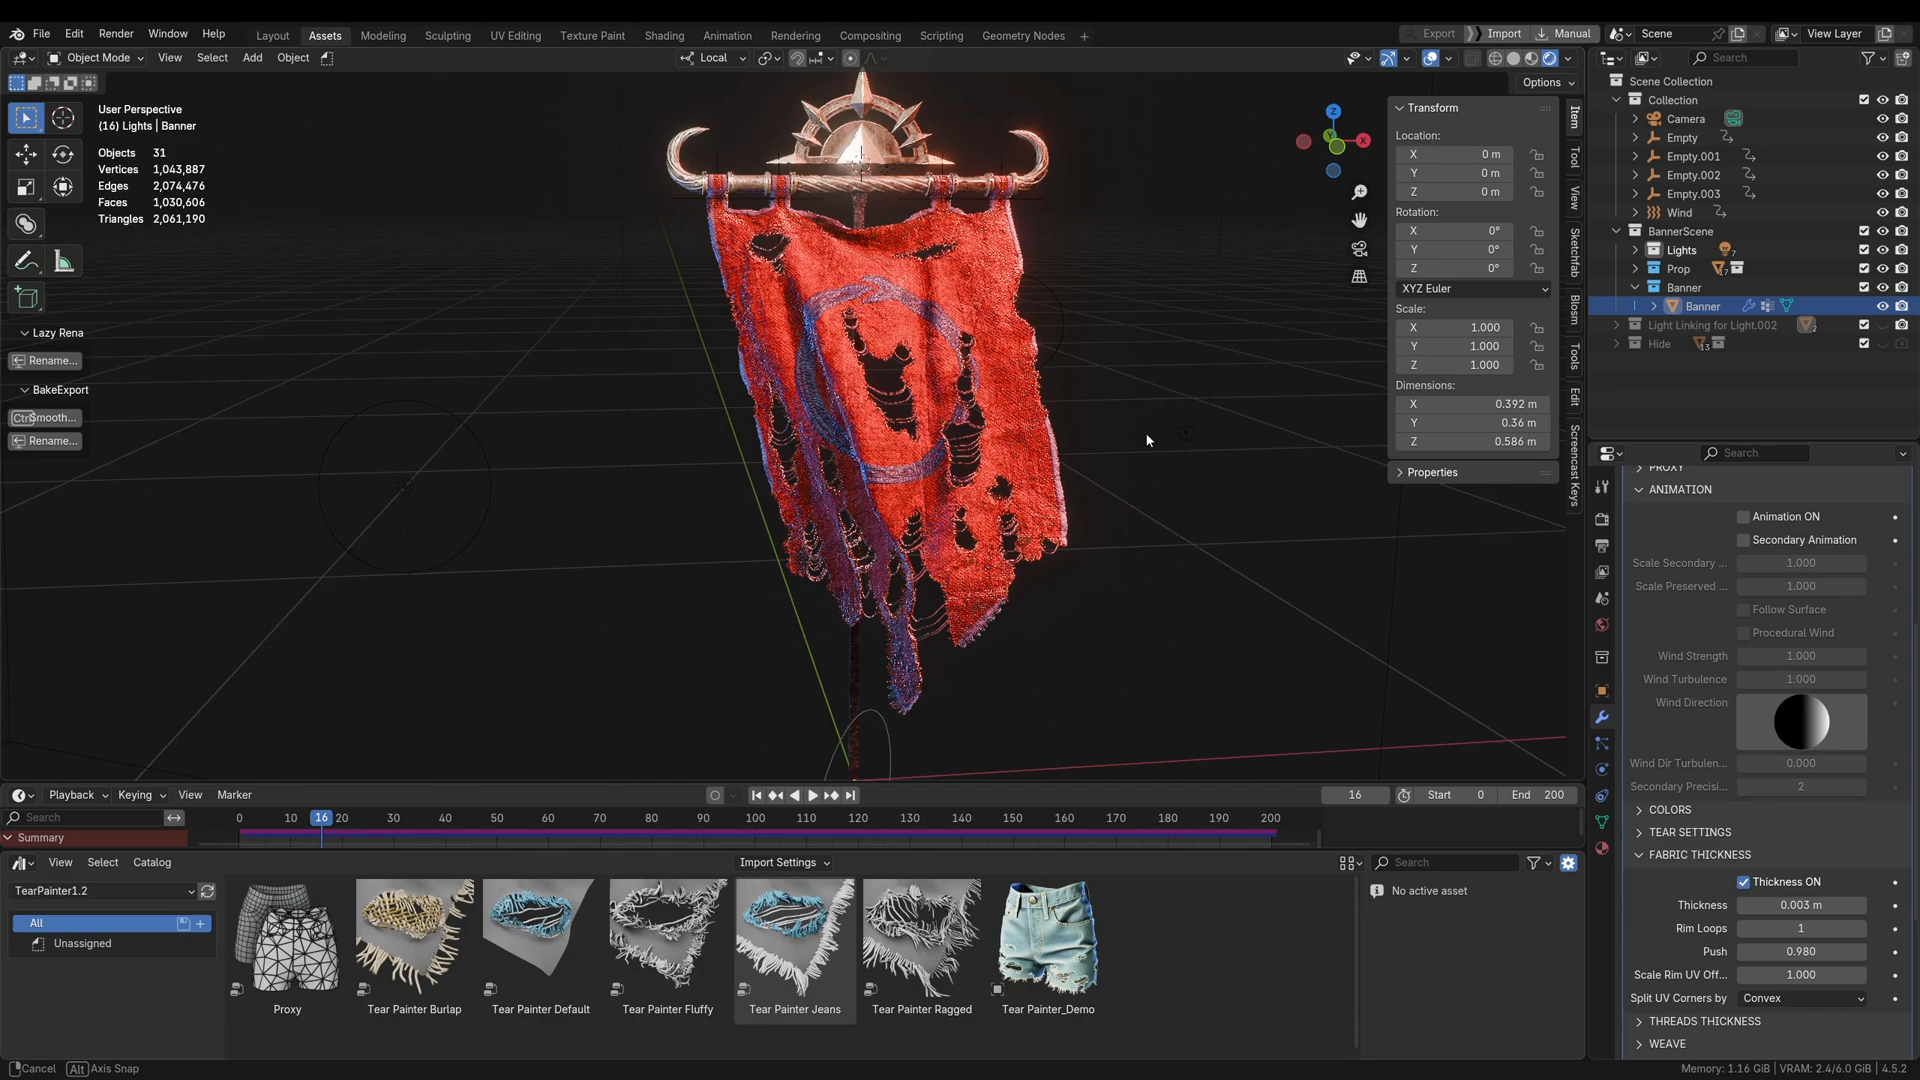 File Edit Render Window Help Layout Assets Modeling Sculpting UV Editing Texture Paint Shading Animation Rendering Compositing Scripting Geometry Nodes + Export Import Manual Scene View Layer
Object Mode View Select Add Object Local Search
Options
User Perspective
(16) Lights | Banner
Objects 31
Vertices 1,043,887
Edges 2,074,476
Faces 1,030,606
Triangles 2,061,190
Lazy Rena
Rename...
BakeExport
Ctrl Smooth...
Rename...
Transform
Location:
X 0 m
Y 0 m
Z 0 m
Rotation:
X 0°
Y 0°
Z 0°
XYZ Euler
Scale:
X 1.000
Y 1.000
Z 1.000
Dimensions:
X 0.392 m
Y 0.36 m
Z 0.586 m
Properties
Item
Tool
View
Sketchfab
Blosm
Tools
Edit
Screencast Keys
Z
X
Y
Scene Collection
Collection
Camera
Empty
Empty.001
Empty.002
Empty.003
Wind
BannerScene
Lights 7
Prop 17
Banner
Banner
Light Linking for Light.002 2
Hide 13
Search
PROXY
ANIMATION
Animation ON
Secondary Animation
Scale Secondary ... 1.000
Scale Preserved ... 1.000
Follow Surface
Procedural Wind
Wind Strength 1.000
Wind Turbulence 1.000
Wind Direction
Wind Dir Turbulen... 0.000
Secondary Precisi... 2
COLORS
TEAR SETTINGS
FABRIC THICKNESS
Thickness ON
Thickness 0.003 m
Rim Loops 1
Push 0.980
Scale Rim UV Off... 1.000
Split UV Corners by Convex
THREADS THICKNESS
WEAVE
Playback Keying View Marker 16 Start 0 End 200
Search 0 10 16 20 30 40 50 60 70 80 90 100 110 120 130 140 150 160 170 180 190 200
Summary
View Select Catalog Import Settings Search
TearPainter1.2
All
Unassigned
No active asset
Proxy Tear Painter Burlap Tear Painter Default Tear Painter Fluffy Tear Painter Jeans Tear Painter Ragged Tear Painter_Demo
Cancel Alt Axis Snap Memory: 1.16 GiB | VRAM: 2.4/6.0 GiB | 4.5.2